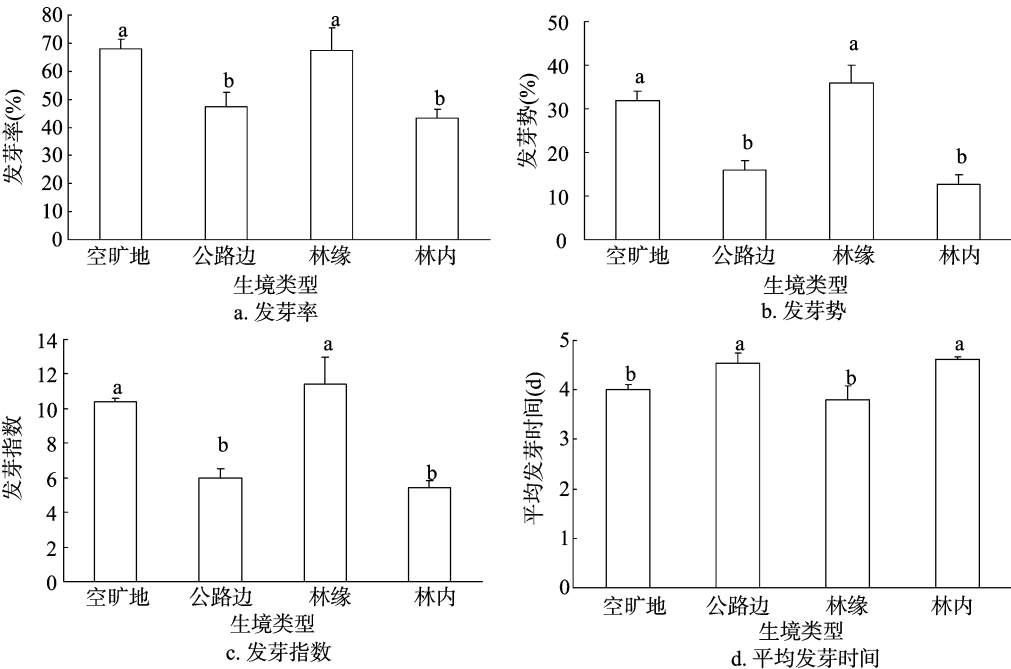 80
70
60
50
40
30
20
10
0
发芽率(%)
a
b
a
b
空旷地 公路边 林缘 林内
生境类型
a. 发芽率
50
40
30
20
10
0
发芽势(%)
a
b
a
b
空旷地 公路边 林缘 林内
生境类型
b. 发芽势
14
12
10
8
6
4
2
0
发芽指数
a
b
a
b
空旷地 公路边 林缘 林内
生境类型
c. 发芽指数
5
4
3
2
1
0
平均发芽时间(d)
b
a
b
a
空旷地 公路边 林缘 林内
生境类型
d. 平均发芽时间